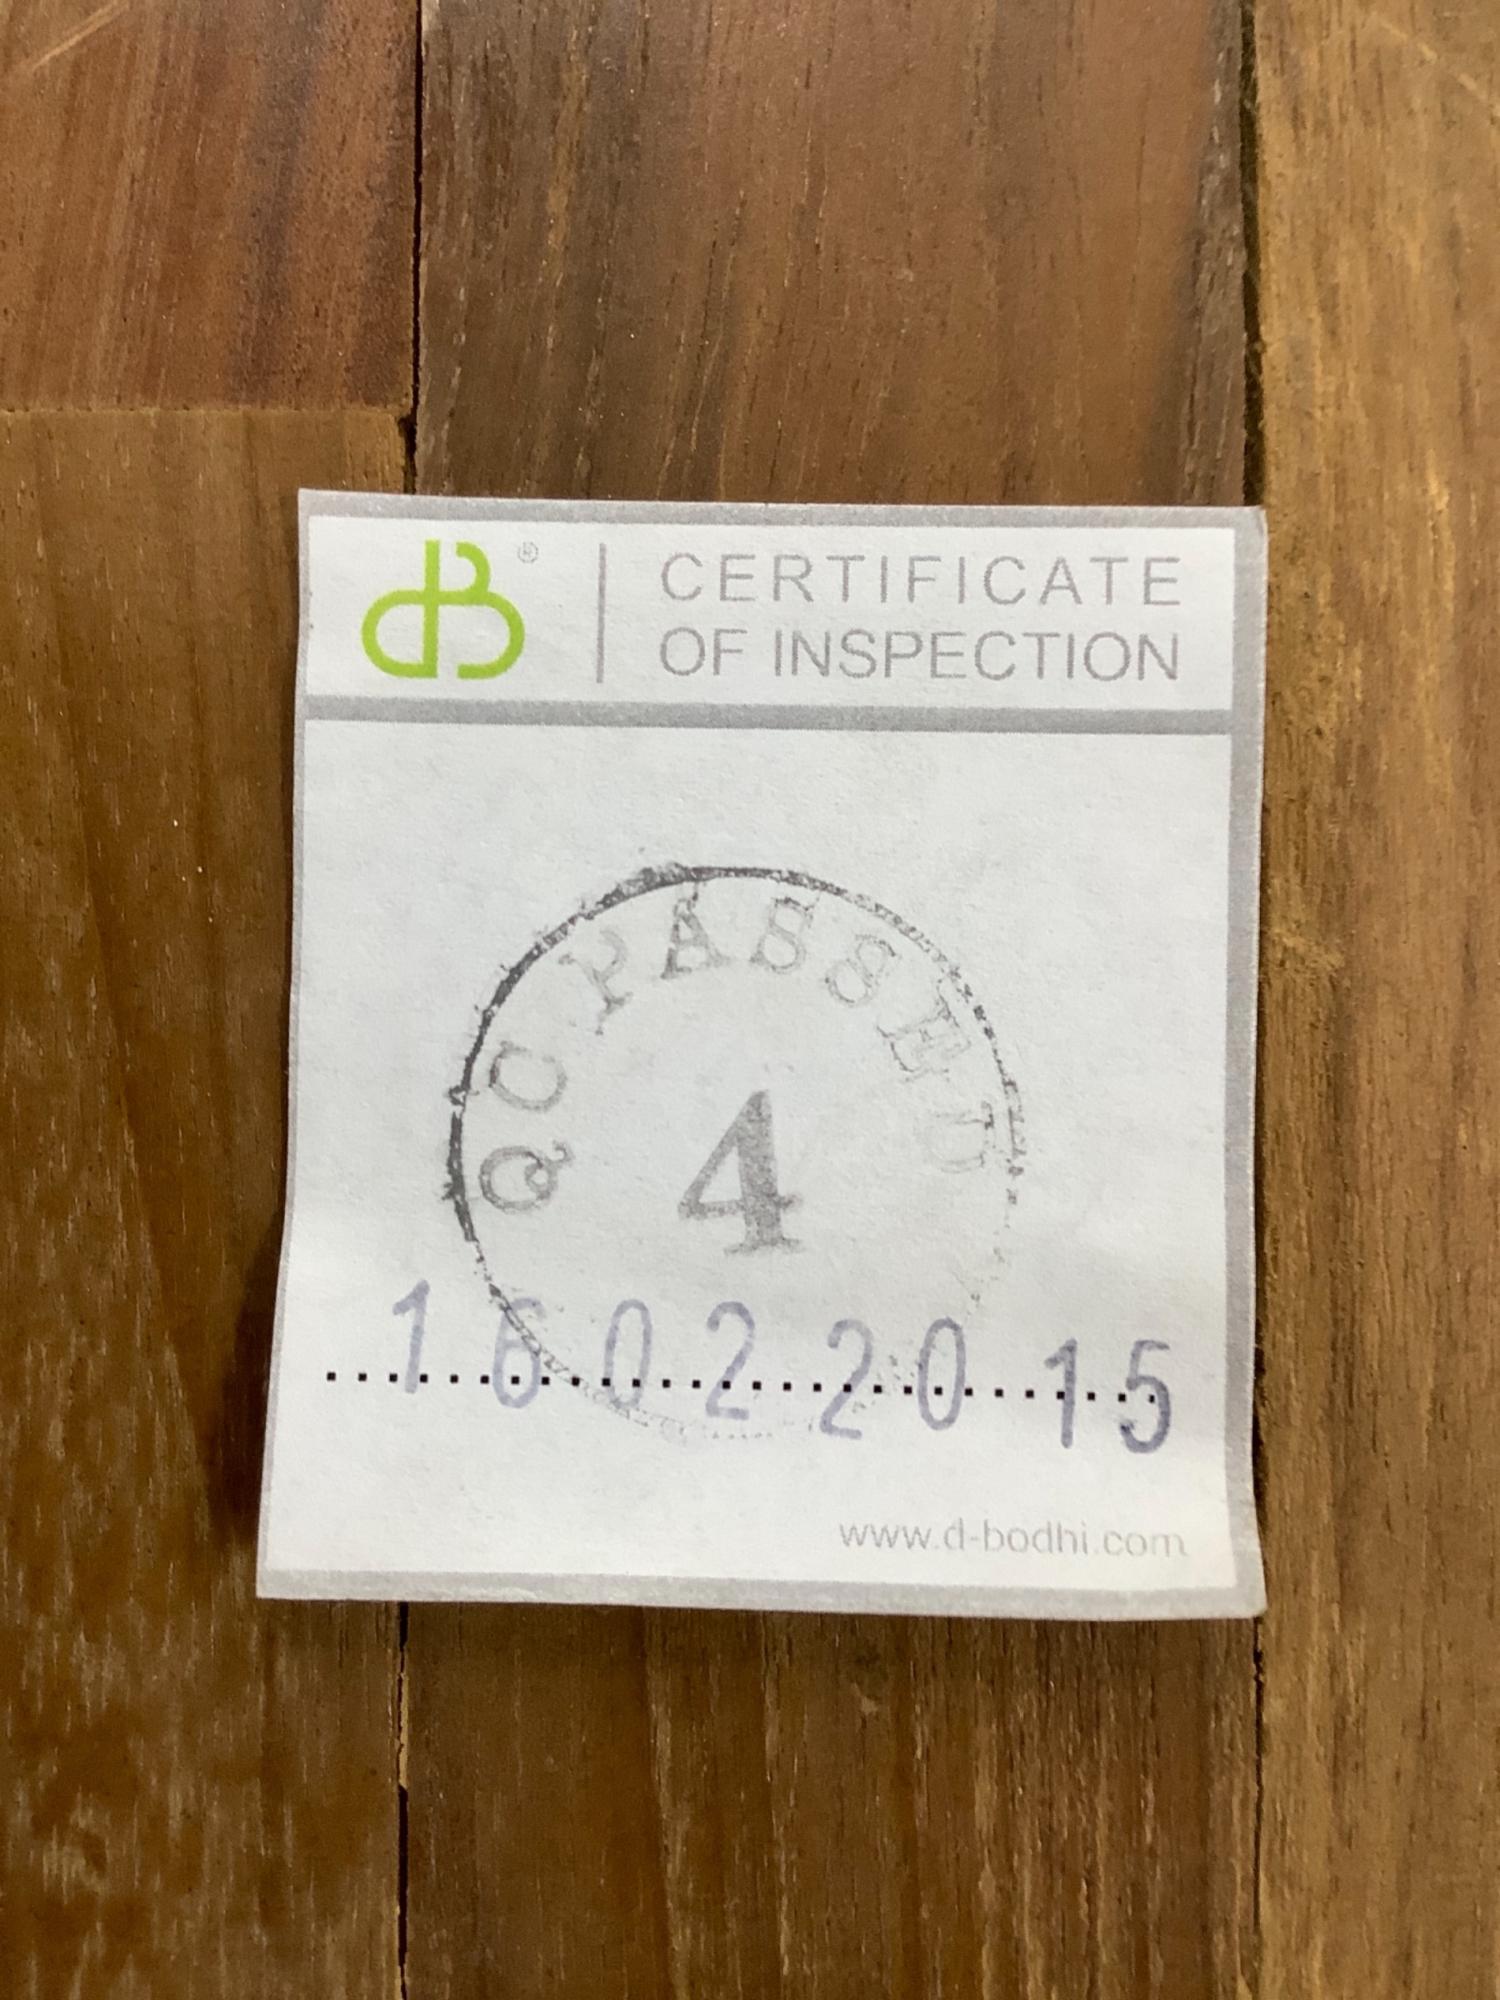 dB®
CERTIFICATE
OF INSPECTION
QC PASSED
4
16022015
www.d-bodhi.com